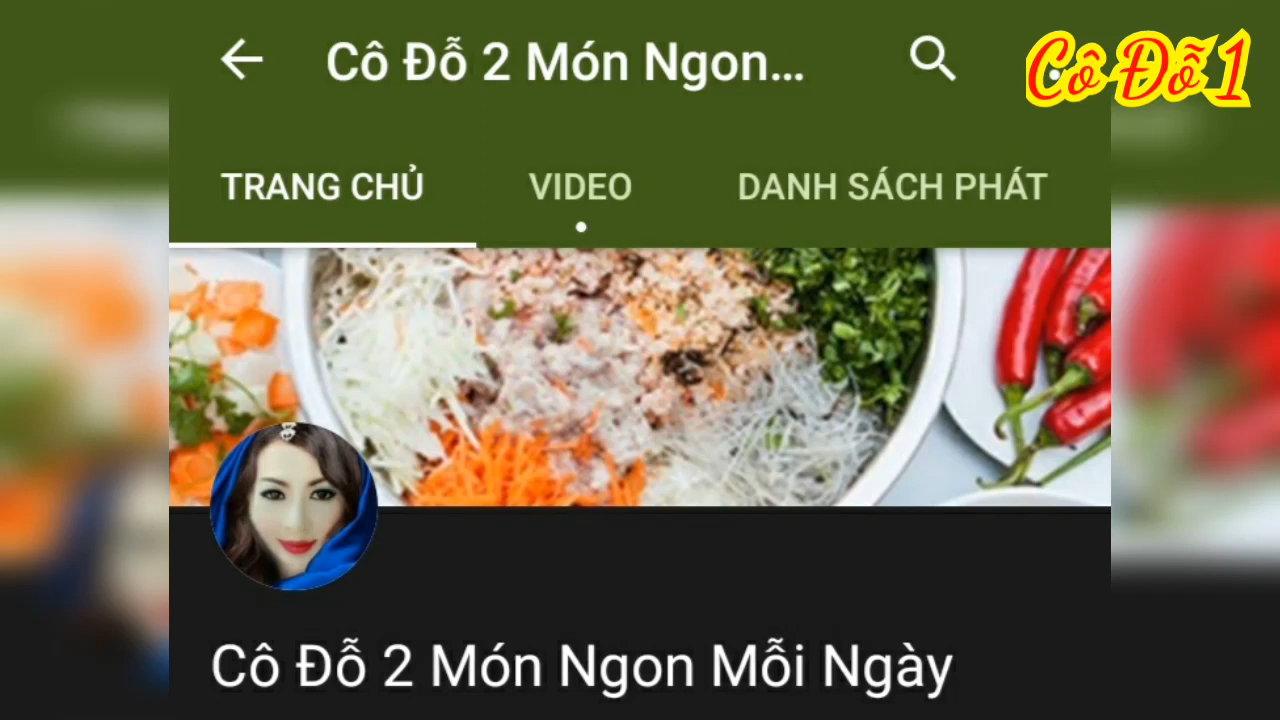 Cô Đỗ 2 Món Ngon...
Cô Đỗ 1
TRANG CHỦ
VIDEO
DANH SÁCH PHÁT
Cô Đỗ 2 Món Ngon Mỗi Ngày